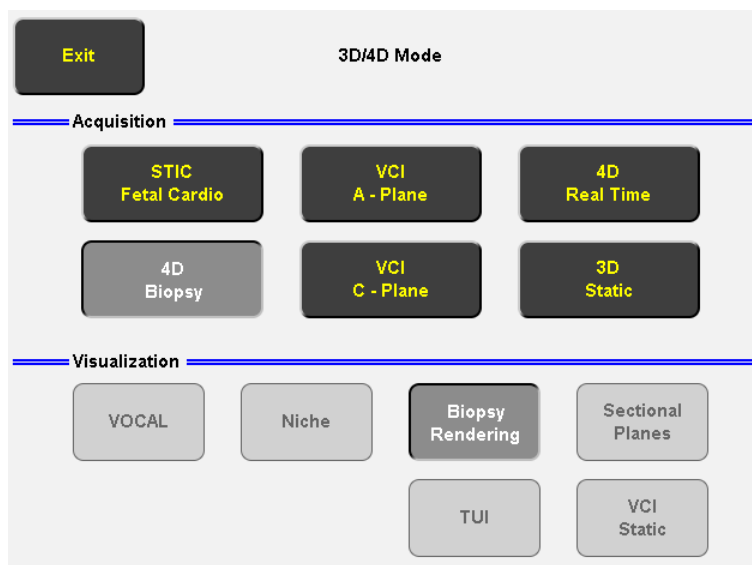 Exit
3D/4D Mode
Acquisition
STIC
Fetal Cardio
VCI
A - Plane
4D
Real Time
4D
Biopsy
VCI
C - Plane
3D
Static
Visualization
VOCAL
Niche
Biopsy
Rendering
Sectional
Planes
TUI
VCI
Static